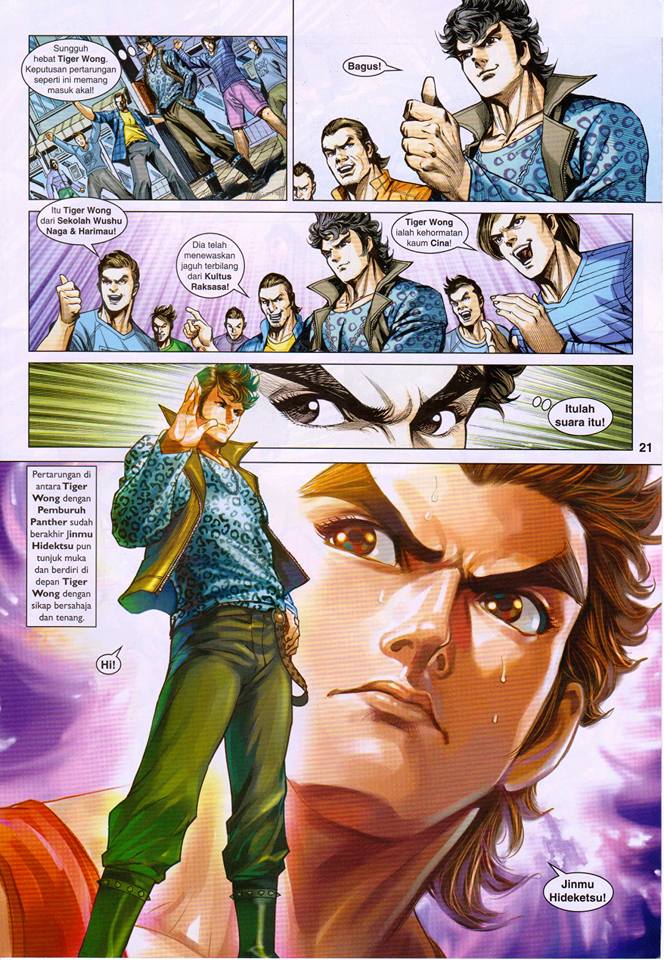 Sungguh
hebat Tiger Wong.
Keputusan pertarungan
seperti ini memang
masuk akal!
Bagus!
Itu Tiger Wong
dari Sekolah Wushu
Naga & Harimau!
Dia telah
menewaskan
jaguh terbilang
dari Kultus
Raksasa!
Tiger Wong
ialah kehormatan
kaum Cina!
Itulah
suara itu!
21
Pertarungan di
antara Tiger
Wong dengan
Pemburuh
Panther sudah
berakhir Jinmu
Hidektsu pun
tunjuk muka
dan berdiri di
depan Tiger
Wong dengan
sikap bersahaja
dan tenang.
Hi!
Jinmu
Hideketsu!